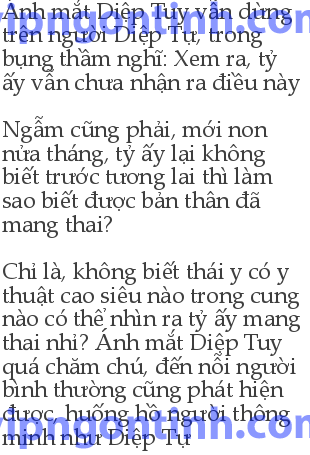 Ánh mắt Diệp Tuy vẫn dừng
vipngontinh.com
trên người Diệp Tự, trong
bụng thầm nghĩ: Xem ra, tỷ
ấy vẫn chưa nhận ra điều này
Ngẫm cũng phải, mới non
nửa tháng, tỷ ấy lại không
biết trước tương lai thì làm
sao biết được bản thân đã
mang thai?
Chỉ là, không biết thái y có y
thuật cao siêu nào trong cung
nào có thể nhìn ra tỷ ấy mang
thai nhỉ? Ánh mắt Diệp Tuy
quá chăm chú, đến nỗi người
bình thường cũng phát hiện
được, huống hồ người thông
vipngontinh.com
minh như Diệp Tự